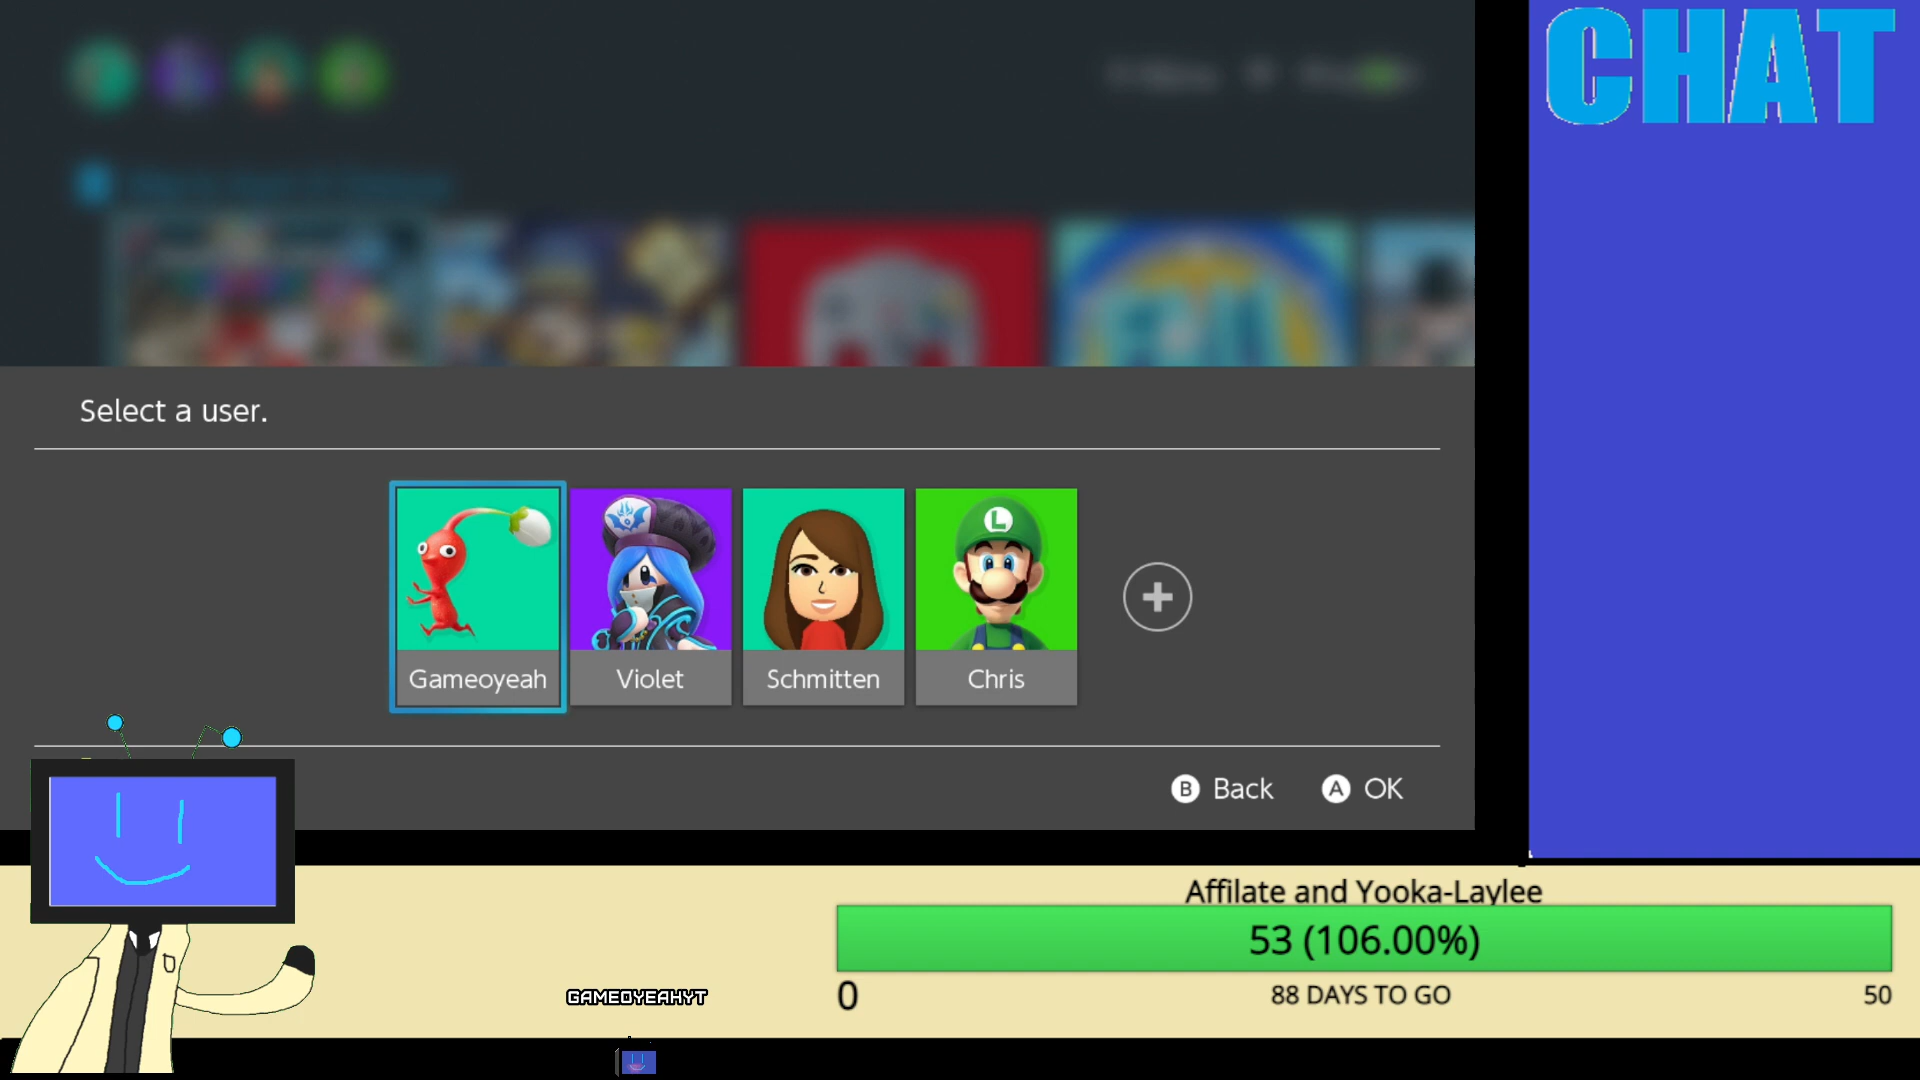 CHAT
Select a user.
L
Gameoyeah
Violet
Schmitten
Chris
B Back
A OK
Affilate and Yooka-Laylee
53 (106.00%)
0
88 DAYS TO GO
50
GAMEOYEAHYT